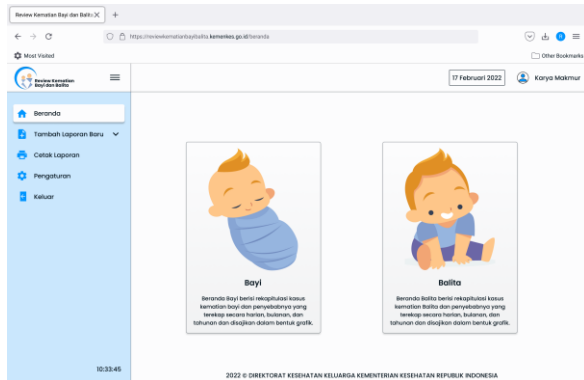 Review Kematian Bayi dan Balita
https://reviewkematianbayibalita.kemenkes.go.id/beranda
Most Visited
Other Bookmarks
Review Kematian
Bayi dan Balita
17 Februari 2022
Karya Makmur
Beranda
Tambah Laporan Baru
Cetak Laporan
Pengaturan
Keluar
Bayi
Beranda Bayi berisi rekapitulasi kasus
kematian bayi dan penyebabnya yang
terekap secara harian, bulanan, dan
tahunan dan disajikan dalam bentuk grafik.
Balita
Beranda Balita berisi rekapitulasi kasus
kematian Balita dan penyebabnya yang
terekap secara harian, bulanan, dan
tahunan dan disajikan dalam bentuk grafik.
10:33:45
2022 © DIREKTORAT KESEHATAN KELUARGA KEMENTERIAN KESEHATAN REPUBLIK INDONESIA